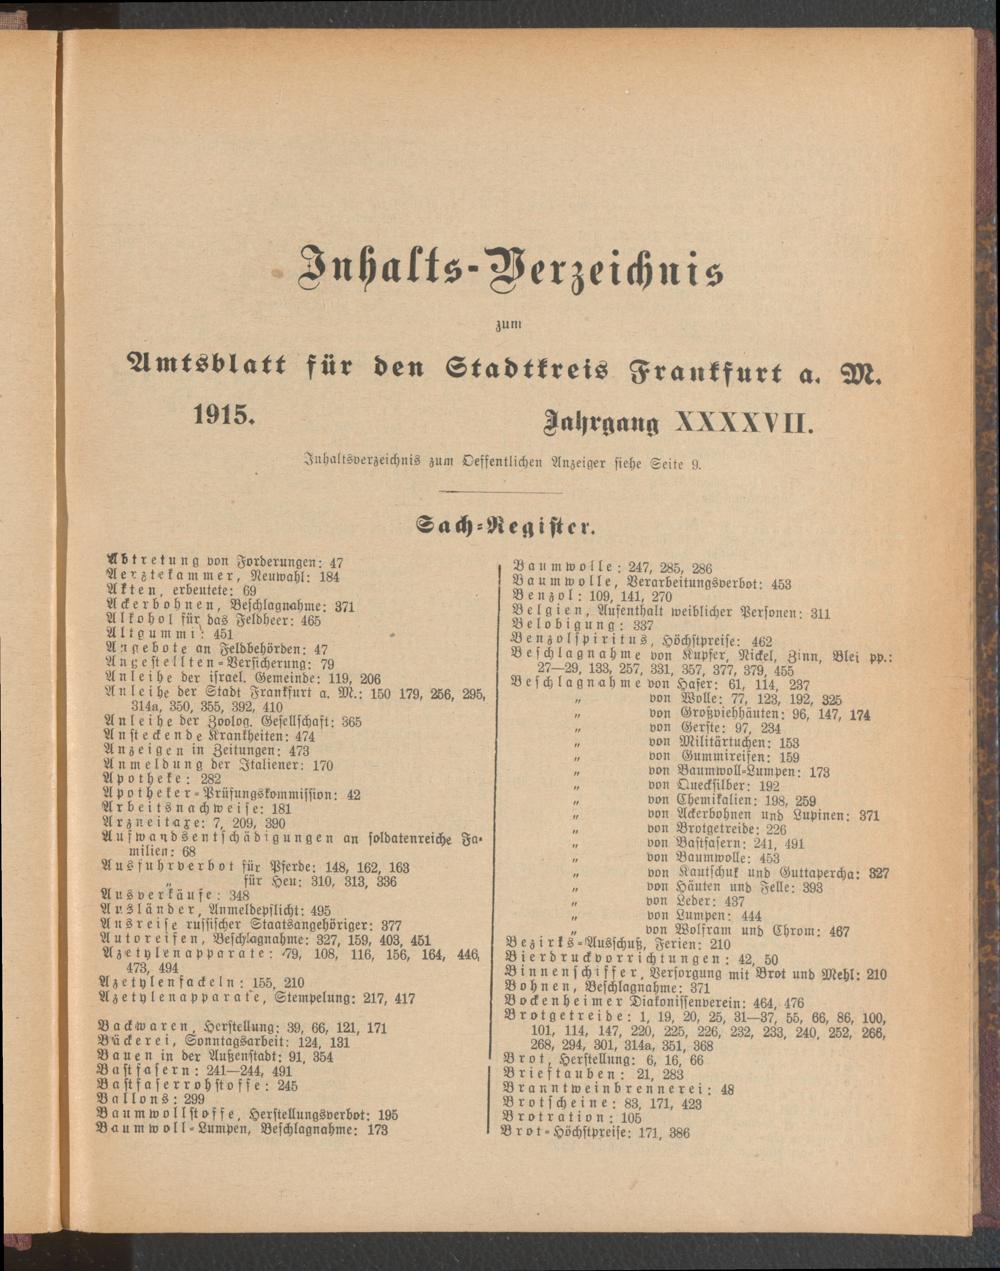 Inhalts-Verzeichnis
zum
Amtsblatt für den Stadtkreis Frankfurt a. M.
1915. Jahrgang XXXXVII.
Inhaltsverzeichnis zum Oeffentlichen Anzeiger siehe Seite 9.
Sach-Register.
Abtretung von Forderungen: 47
Aerztekammer, Neuwahl: 184
Akten, erbeutete: 69
Ackerbohnen, Beschlagnahme: 371
Alkohol für das Feldheer: 465
Altgummi: 451
Angebote an Feldbehörden: 47
Angestellten-Versicherung: 79
Anleihe der israel. Gemeinde: 119, 206
Anleihe der Stadt Frankfurt a. M.: 150 179, 256, 295,
314a, 350, 355, 392, 410
Anleihe der Zoolog. Gesellschaft: 365
Ansteckende Krankheiten: 474
Anzeigen in Zeitungen: 473
Anmeldung der Italiener: 170
Apotheke: 282
Apotheker-Prüfungskommission: 42
Arbeitsnachweise: 181
Arzneitaxe: 7, 209, 390
Aufwandsentschädigungen an soldatenreiche Fa-
milien: 68
Ausfuhrverbot für Pferde: 148, 162, 163
„ für Heu: 310, 313, 336
Ausverkäufe: 348
Ausländer, Anmeldepflicht: 495
Ausreise russischer Staatsangehöriger: 377
Autoreifen, Beschlagnahme: 327, 159, 403, 451
Azetylenapparate: 79, 108, 116, 156, 164, 446,
473, 494
Azetylenfackeln: 155, 210
Azetylenapparate, Stempelung: 217, 417
Backwaren, Herstellung: 39, 66, 121, 171
Bäckerei, Sonntagsarbeit: 124, 131
Bauen in der Außenstadt: 91, 354
Bastfasern: 241—244, 491
Bastfaserrohstoffe: 245
Ballons: 299
Baumwollstoffe, Herstellungsverbot: 195
Baumwoll-Lumpen, Beschlagnahme: 173
Baumwolle: 247, 285, 286
Baumwolle, Verarbeitungsverbot: 453
Benzol: 109, 141, 270
Belgien, Aufenthalt weiblicher Personen: 311
Belobigung: 337
Benzolspiritus, Höchstpreise: 462
Beschlagnahme von Kupfer, Nickel, Zinn, Blei pp.:
27—29, 133, 257, 331, 357, 377, 379, 455
Beschlagnahme von Hafer: 61, 114, 237
„ von Wolle: 77, 123, 192, 325
„ von Großviehhäuten: 96, 147, 174
„ von Gerste: 97, 234
„ von Militärtuchen: 153
„ von Gummireifen: 159
„ von Baumwoll-Lumpen: 173
„ von Quecksilber: 192
„ von Chemikalien: 198, 259
„ von Ackerbohnen und Lupinen: 371
„ von Brotgetreide: 226
„ von Bastfasern: 241, 491
„ von Baumwolle: 453
„ von Kautschuk und Guttapercha: 327
„ von Häuten und Felle: 393
„ von Leder: 437
„ von Lumpen: 444
„ von Wolfram und Chrom: 467
Bezirks-Ausschuß, Ferien: 210
Bierdruckvorrichtungen: 42, 50
Binnenschiffer, Versorgung mit Brot und Mehl: 210
Bohnen, Beschlagnahme: 371
Bockenheimer Diakonissenverein: 464, 476
Brotgetreide: 1, 19, 20, 25, 31—37, 55, 66, 86, 100,
101, 114, 147, 220, 225, 226, 232, 233, 240, 252, 266,
268, 294, 301, 314a, 351, 368
Brot, Herstellung: 6, 16, 66
Brieftauben: 21, 283
Branntweinbrennerei: 48
Brotscheine: 83, 171, 423
Brotration: 105
Brot-Höchstpreise: 171, 386